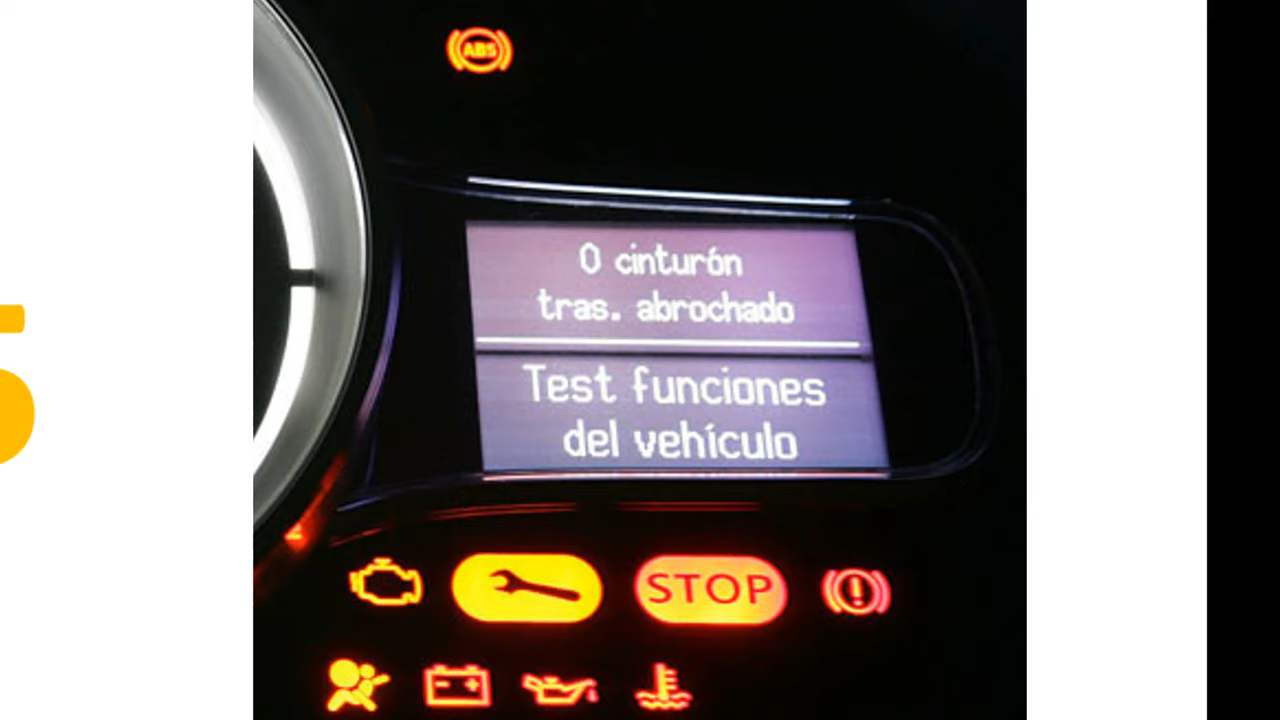 ABS
0 cinturón
tras. abrochado
Test funciones
del vehículo
STOP